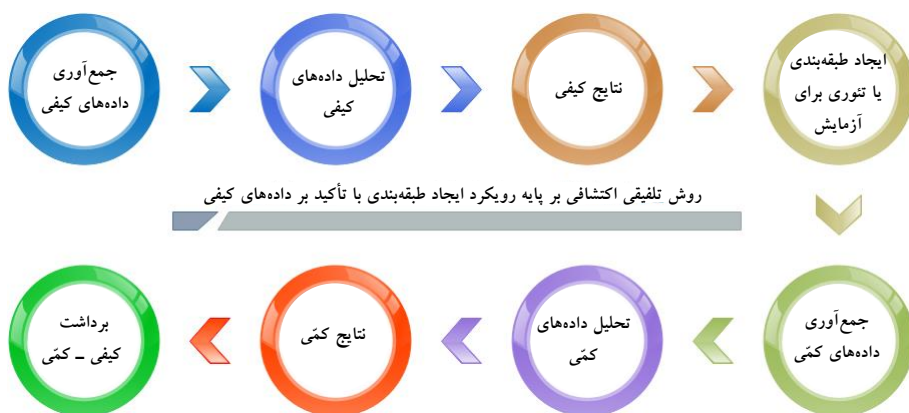 جمع‌آوری
داده‌های کیفی
تحلیل داده‌های
کیفی
نتایج کیفی
ایجاد طبقه‌بندی
یا تئوری برای
آزمایش
روش تلفیقی اکتشافی بر پایه رویکرد ایجاد طبقه‌بندی با تأکید بر داده‌های کیفی
جمع‌آوری
داده‌های کمّی
تحلیل داده‌های
کمّی
نتایج کمّی
برداشت
کیفی – کمّی